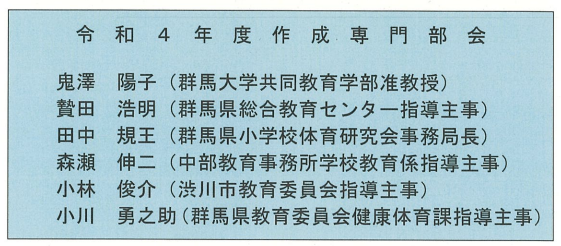 令和４年度作成専門部会
鬼澤　陽子（群馬大学共同教育学部准教授）
贄田　浩明（群馬県総合教育センター指導主事）
田中　規王（群馬県小学校体育研究会事務局長）
森瀬　伸二（中部教育事務所学校教育係指導主事）
小林　俊介（渋川市教育委員会指導主事）
小川　勇之助（群馬県教育委員会健康体育課指導主事）